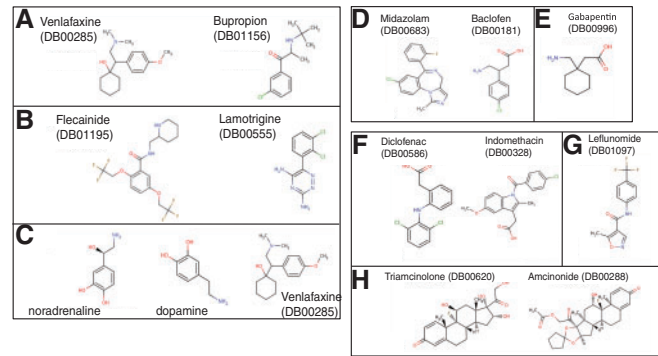 A
Venlafaxine
(DB00285)
Bupropion
(DB01156)
B
Flecainide
(DB01195)
Lamotrigine
(DB00555)
C
noradrenaline
dopamine
Venlafaxine
(DB00285)
D
Midazolam
(DB00683)
Baclofen
(DB00181)
E
Gabapentin
(DB00996)
F
Diclofenac
(DB00586)
Indomethacin
(DB00328)
G
Leflunomide
(DB01097)
H
Triamcinolone (DB00620)
Amcinonide (DB00288)